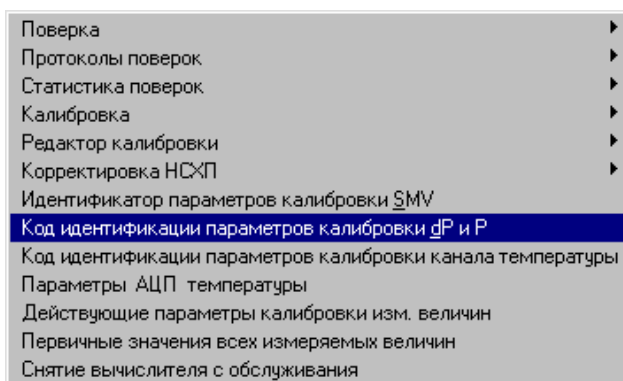 Поверка
Протоколы поверок
Статистика поверок
Калибровка
Редактор калибровки
Корректировка НСХП
Идентификатор параметров калибровки SMV
Код идентификации параметров калибровки dP и P
Код идентификации параметров калибровки канала температуры
Параметры АЦП температуры
Действующие параметры калибровки изм. величин
Первичные значения всех измеряемых величин
Снятие вычислителя с обслуживания